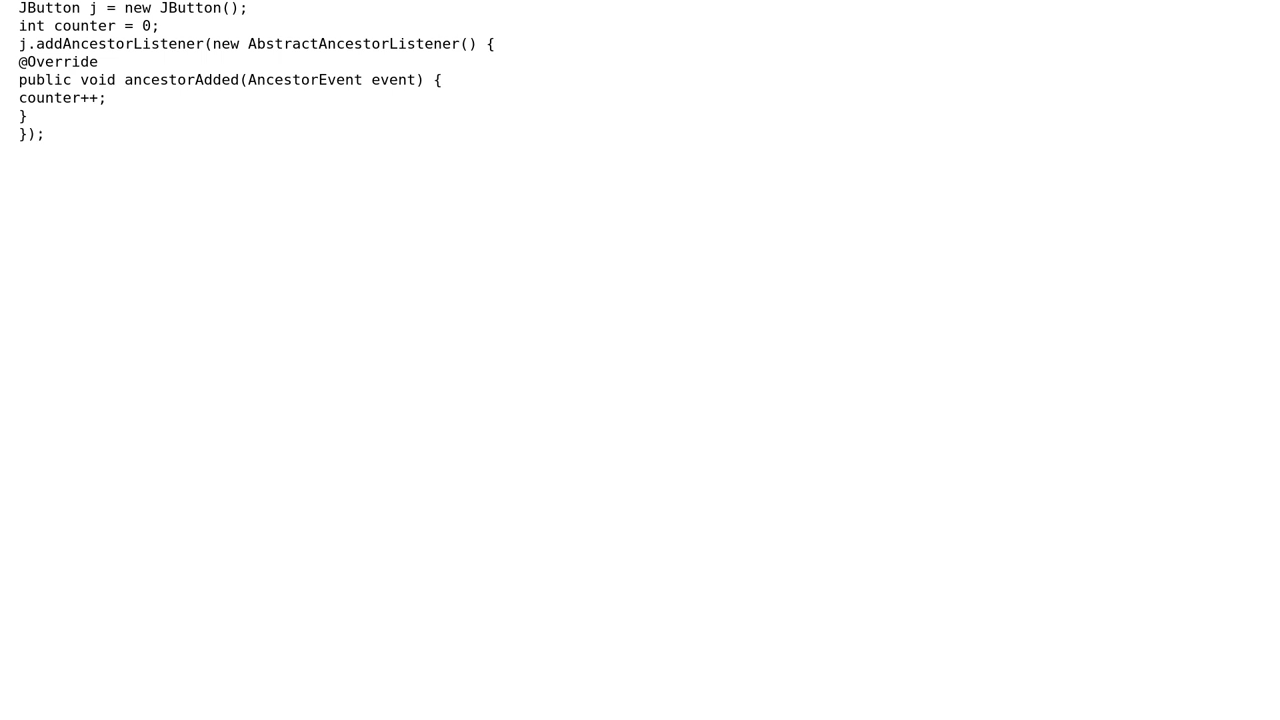 JButton j = new JButton();
int counter = 0;
j.addAncestorListener(new AbstractAncestorListener() {
@Override
public void ancestorAdded(AncestorEvent event) {
counter++;
}
});